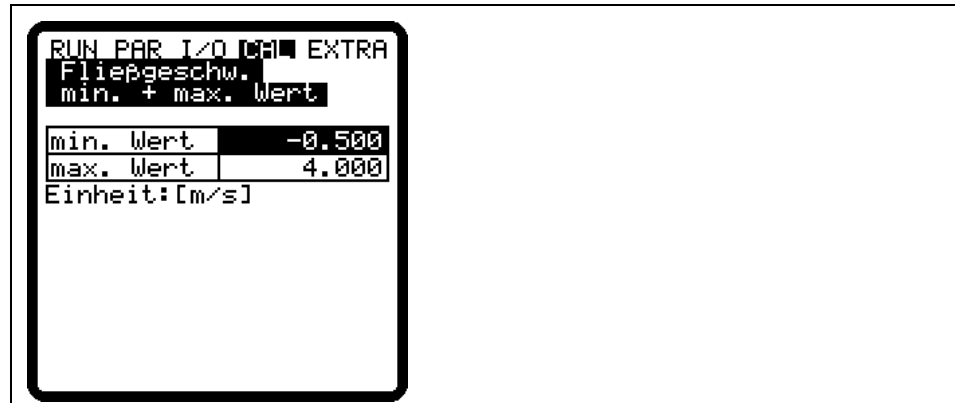 RUN PAR I/O CAL EXTRA
Fließgeschw.
min. + max. Wert
min. Wert -0.500
max. Wert 4.000
Einheit:[m/s]